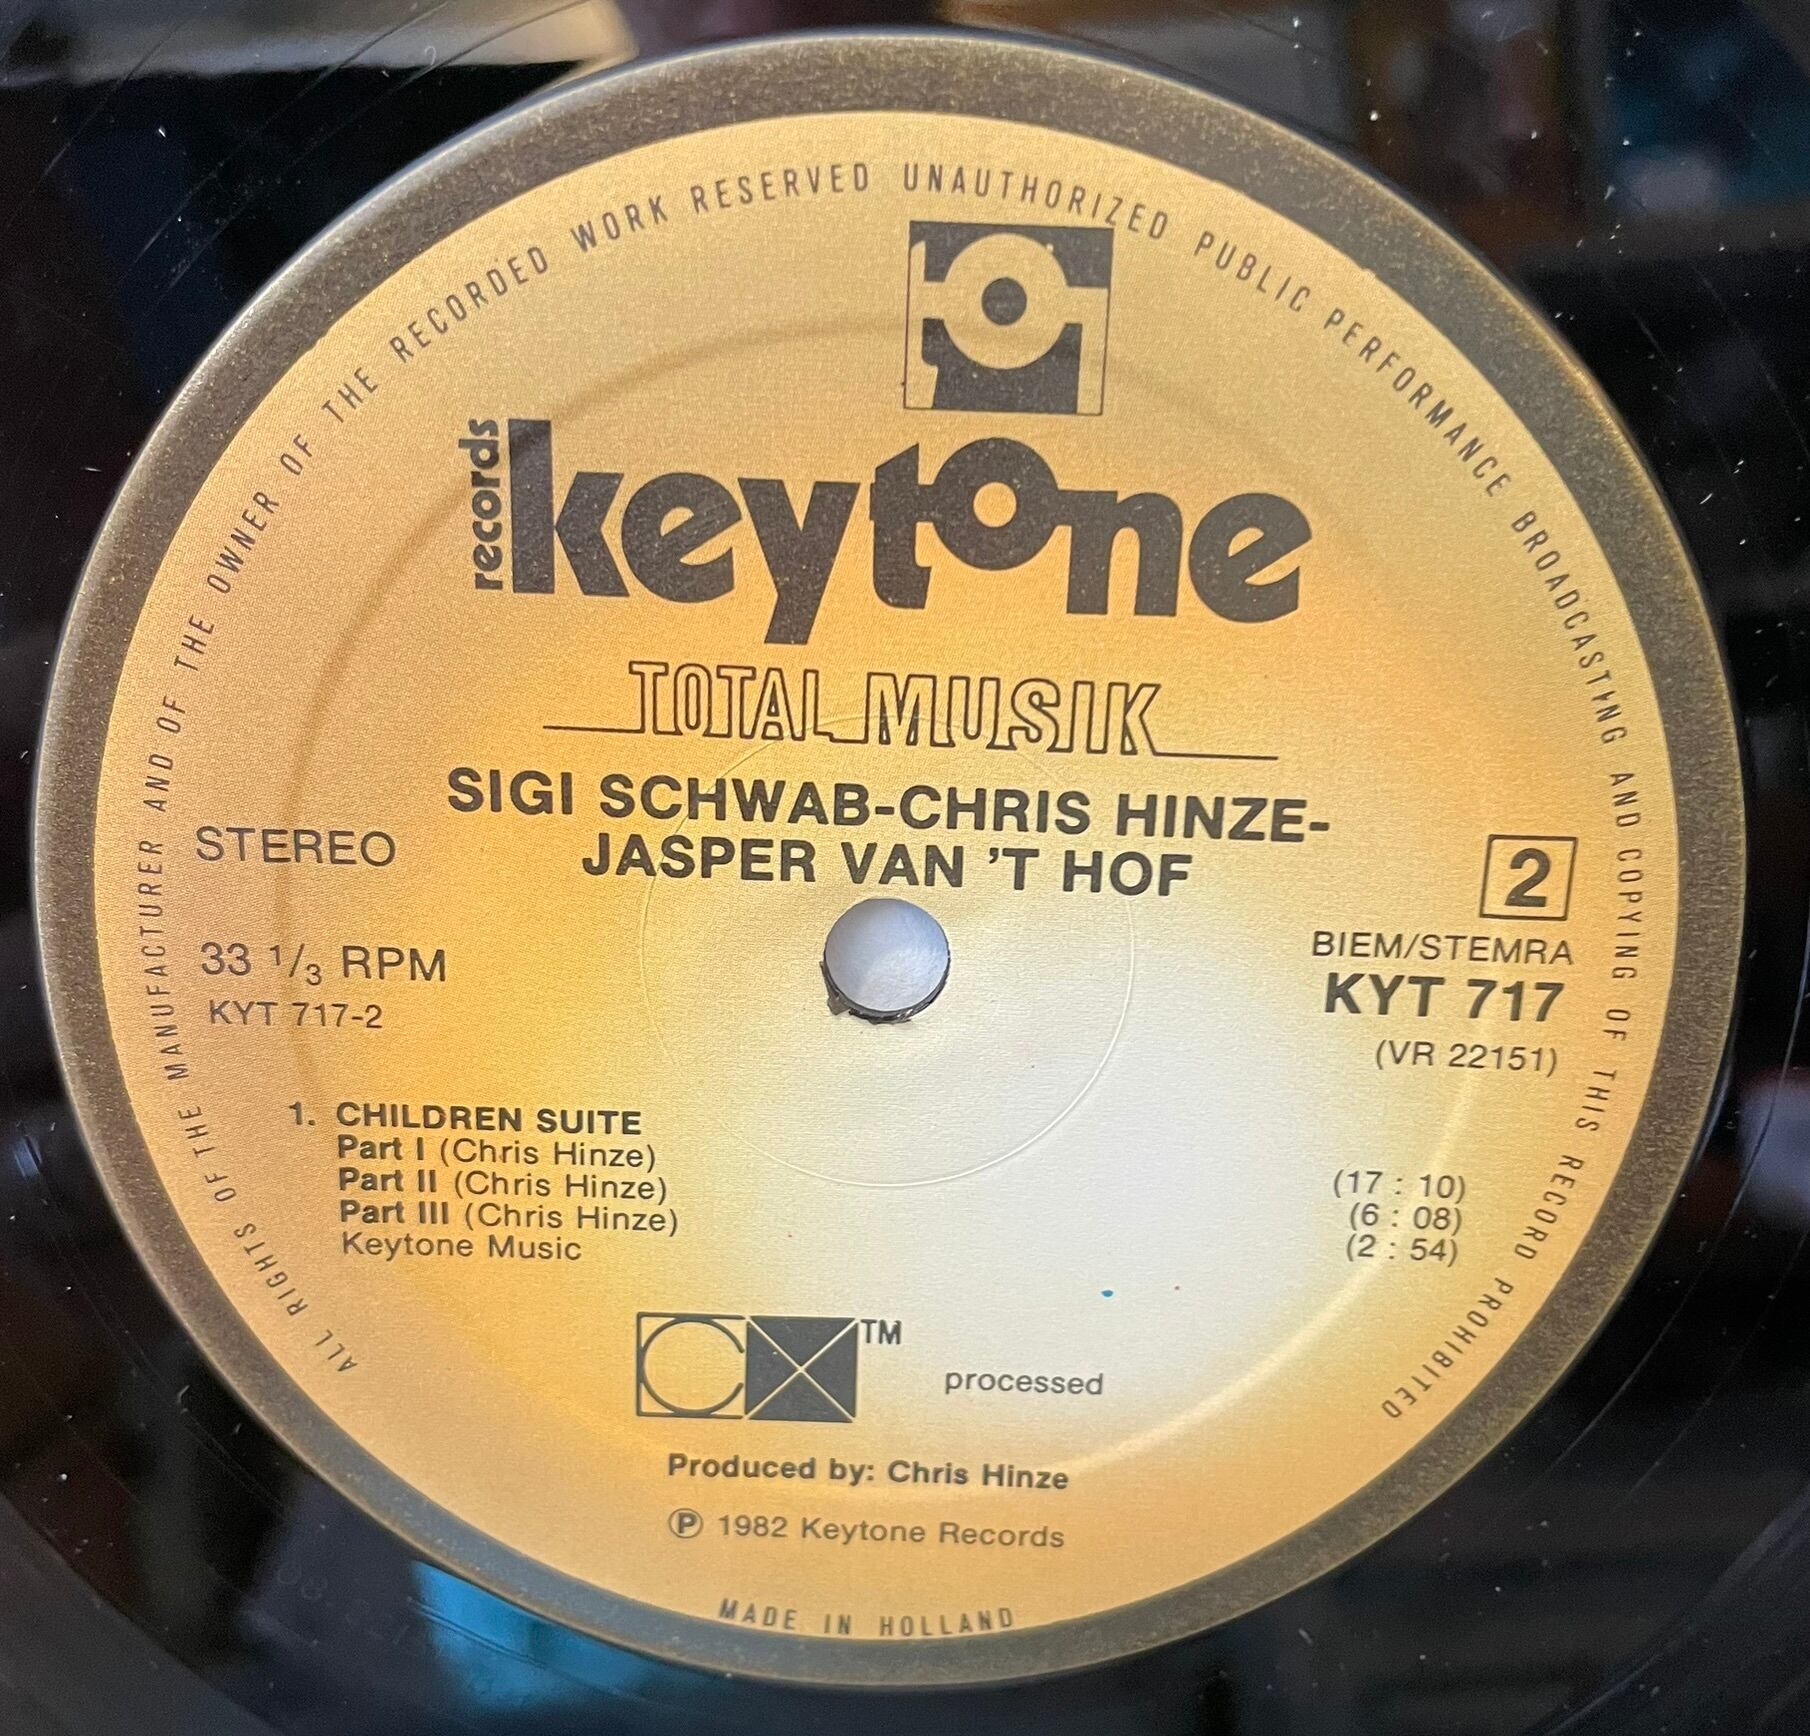 ALL RIGHTS OF THE MANUFACTURER AND OF THE OWNER OF THE RECORDED WORK RESERVED UNAUTHORIZED PUBLIC PERFORMANCE BROADCASTING AND COPYING OF THIS RECORD PROHIBITED
records
keytone
TOTAL MUSIK
SIGI SCHWAB-CHRIS HINZE-
JASPER VAN 'T HOF
STEREO
2
33 1/3 RPM
BIEM/STEMRA
KYT 717-2
KYT 717
(VR 22151)
1. CHILDREN SUITE
Part I (Chris Hinze)
Part II (Chris Hinze) (17 : 10)
Part III (Chris Hinze) (6 : 08)
Keytone Music (2 : 54)
CX TM processed
Produced by: Chris Hinze
℗ 1982 Keytone Records
MADE IN HOLLAND